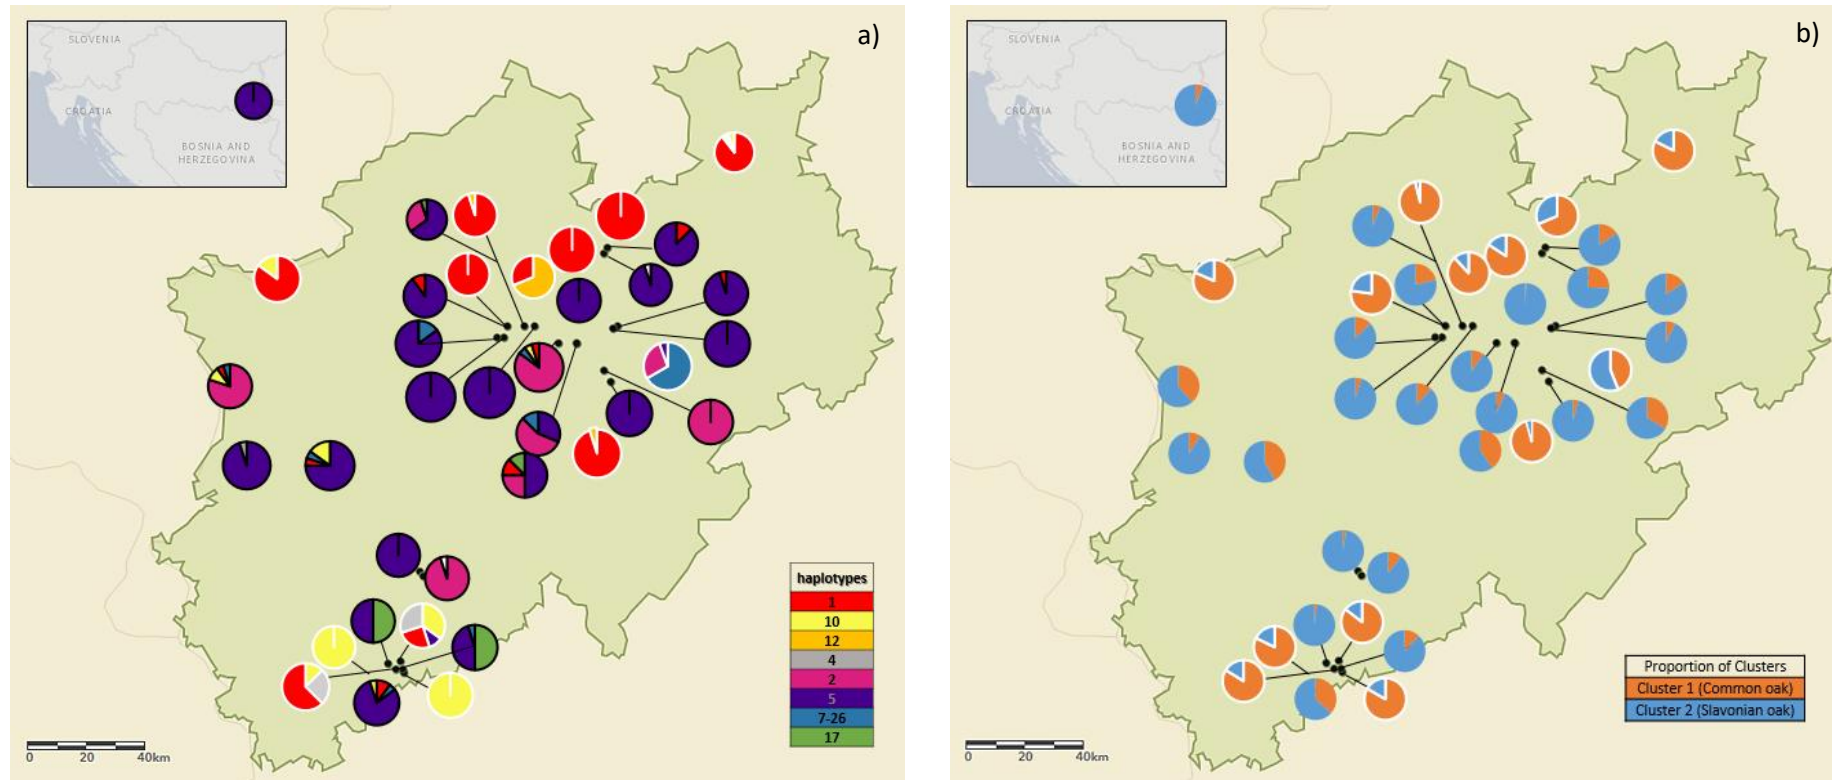 a)
SLOVENIA
CROATIA
BOSNIA AND
HERZEGOVINA
haplotypes
1
10
12
4
2
5
7-26
17
0 20 40km
b)
SLOVENIA
CROATIA
BOSNIA AND
HERZEGOVINA
Proportion of Clusters
Cluster 1 (Common oak)
Cluster 2 (Slavonian oak)
0 20 40km